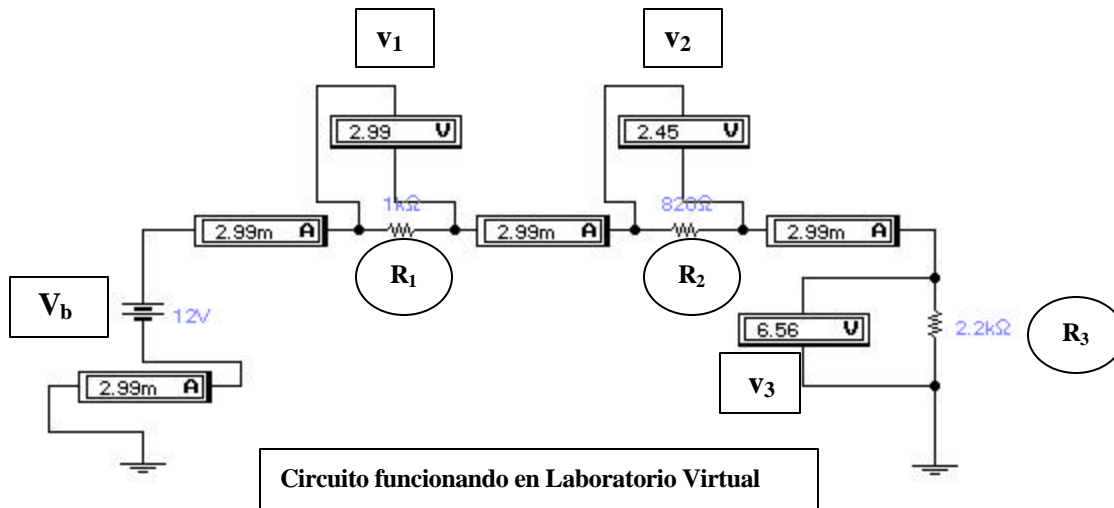 v₁
v₂
2.99 V
2.45 V
1kΩ
820Ω
2.99m A
2.99m A
2.99m A
R₁
R₂
V_b
12V
6.56 V
2.2kΩ
R₃
2.99m A
v₃
Circuito funcionando en Laboratorio Virtual